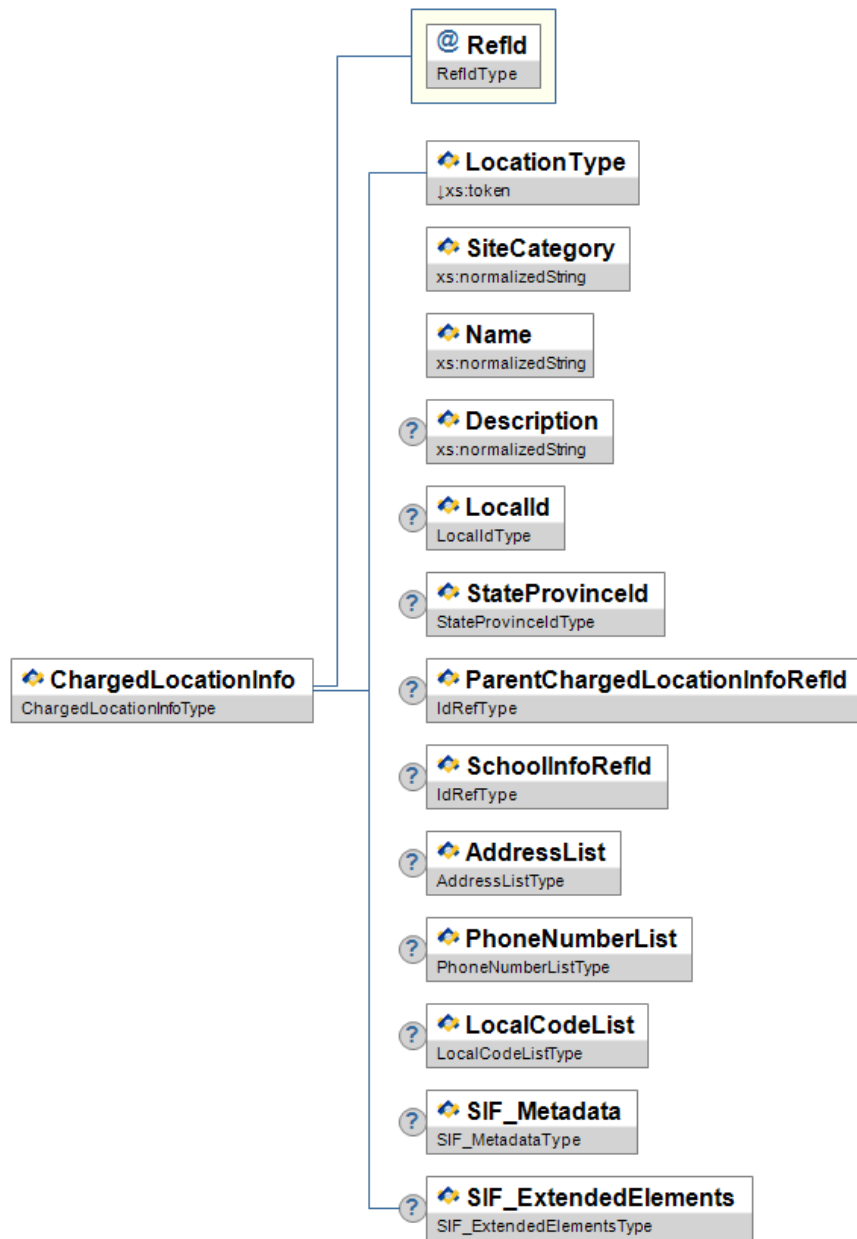 @ RefId
RefIdType
LocationType
↓xs:token
SiteCategory
xs:normalizedString
Name
xs:normalizedString
? Description
xs:normalizedString
? LocalId
LocalIdType
? StateProvinceId
StateProvinceIdType
ChargedLocationInfo
ChargedLocationInfoType
? ParentChargedLocationInfoRefId
IdRefType
? SchoolInfoRefId
IdRefType
? AddressList
AddressListType
? PhoneNumberList
PhoneNumberListType
? LocalCodeList
LocalCodeListType
? SIF_Metadata
SIF_MetadataType
? SIF_ExtendedElements
SIF_ExtendedElementsType